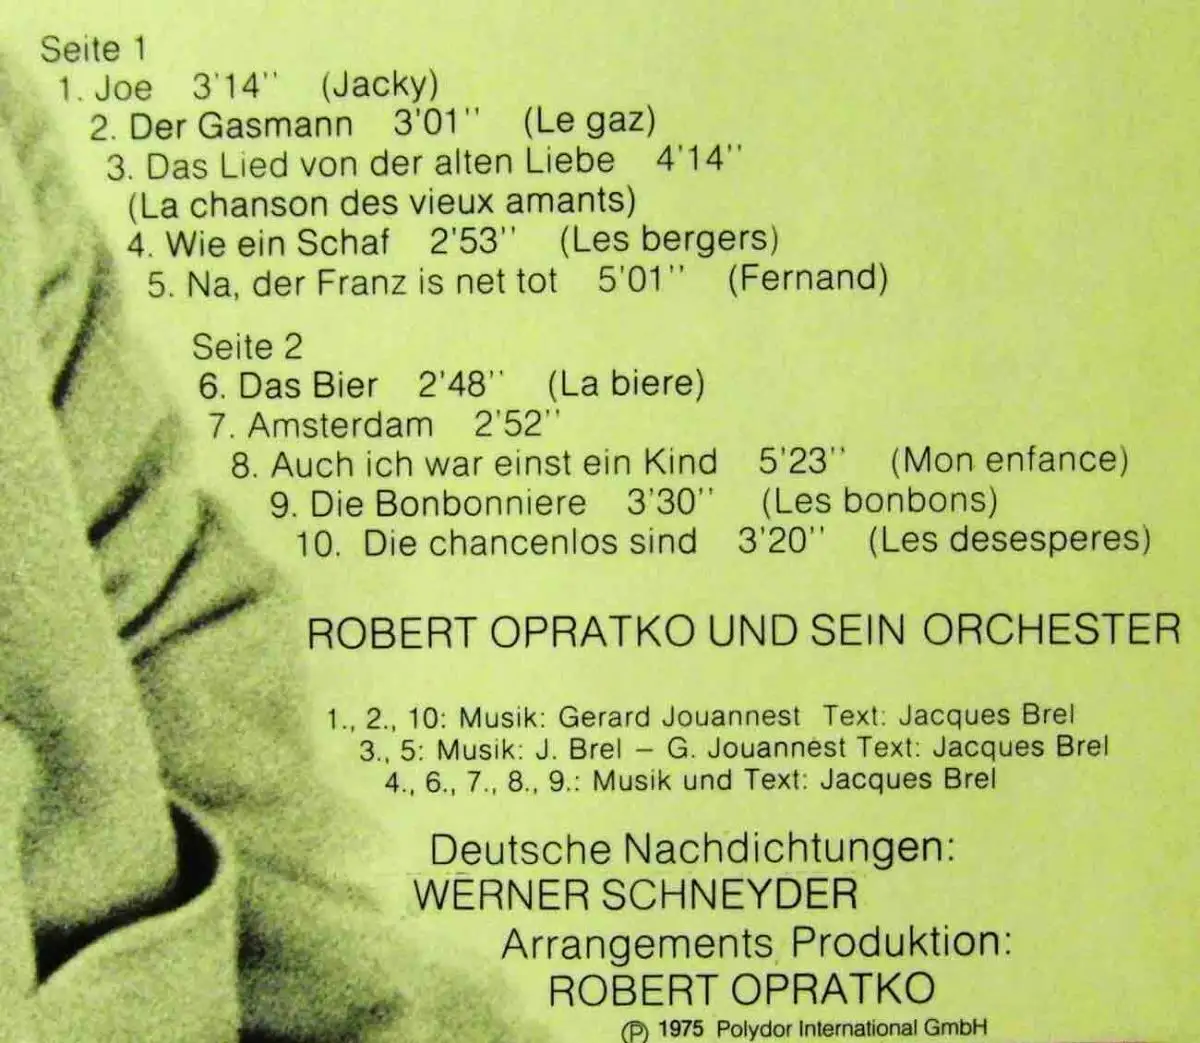 Seite 1
1. Joe 3'14'' (Jacky)
2. Der Gasmann 3'01'' (Le gaz)
3. Das Lied von der alten Liebe 4'14''
(La chanson des vieux amants)
4. Wie ein Schaf 2'53'' (Les bergers)
5. Na, der Franz is net tot 5'01'' (Fernand)
Seite 2
6. Das Bier 2'48'' (La biere)
7. Amsterdam 2'52''
8. Auch ich war einst ein Kind 5'23'' (Mon enfance)
9. Die Bonbonniere 3'30'' (Les bonbons)
10. Die chancenlos sind 3'20'' (Les desesperes)
ROBERT OPRATKO UND SEIN ORCHESTER
1., 2., 10: Musik: Gerard Jouannest Text: Jacques Brel
3., 5: Musik: J. Brel – G. Jouannest Text: Jacques Brel
4., 6., 7., 8., 9.: Musik und Text: Jacques Brel
Deutsche Nachdichtungen:
WERNER SCHNEYDER
Arrangements, Produktion:
ROBERT OPRATKO
Ⓟ 1975 Polydor International GmbH